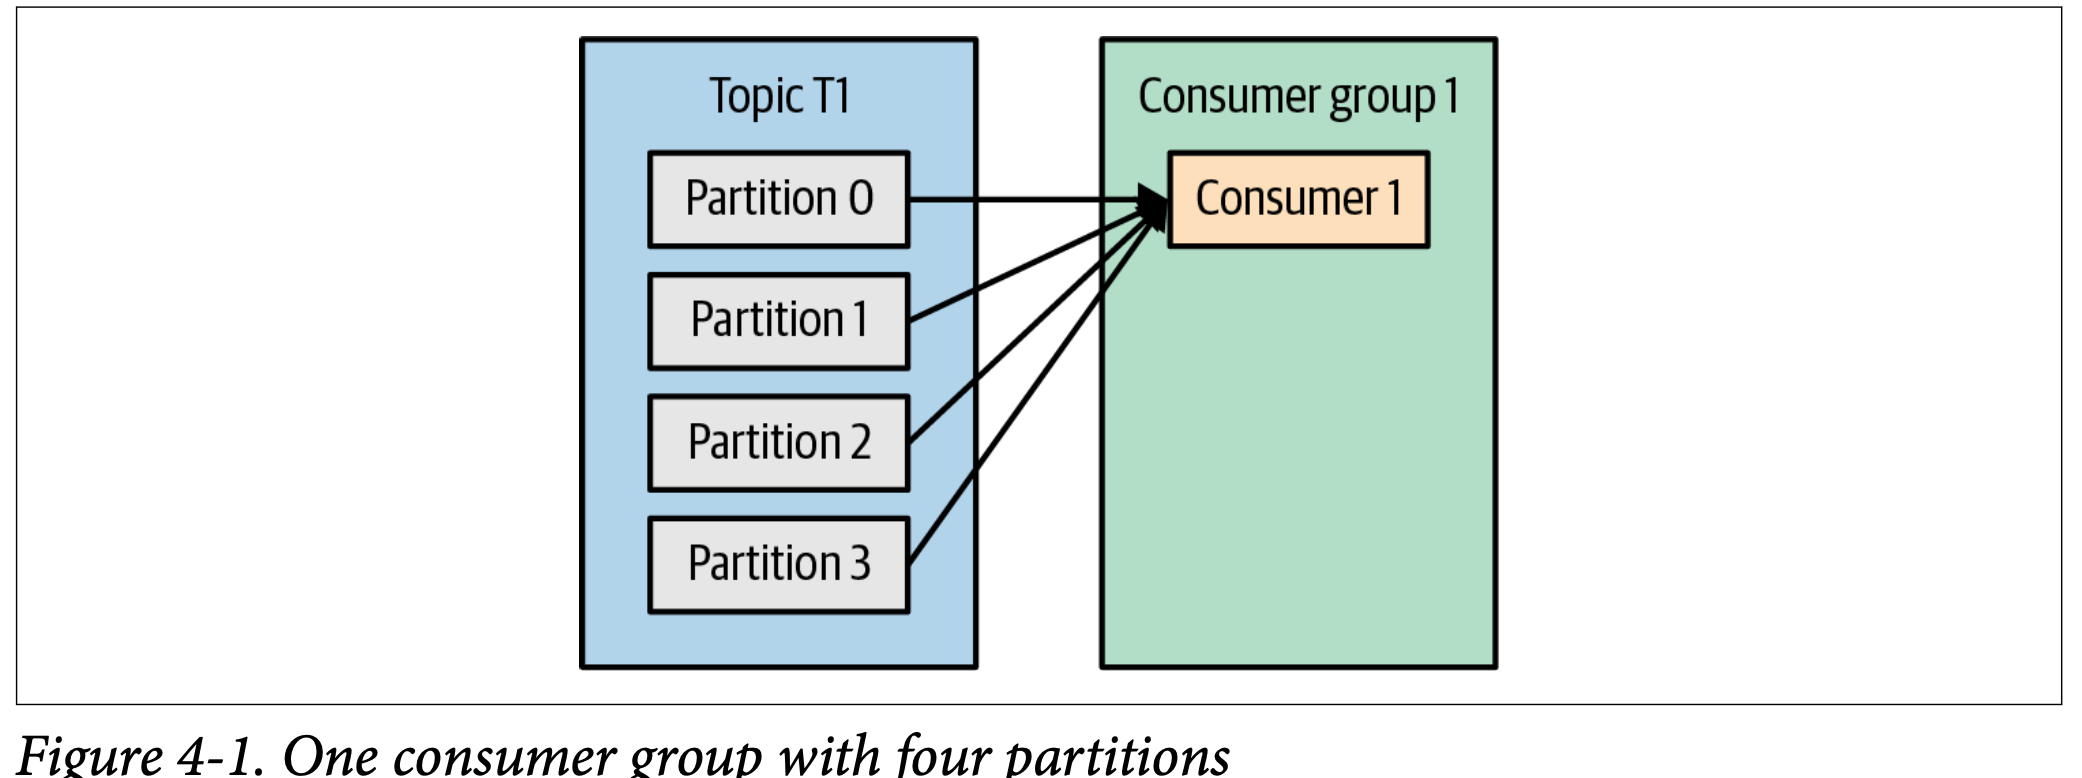 Topic T1
Partition 0
Partition 1
Partition 2
Partition 3
Consumer group 1
Consumer 1
Figure 4-1. One consumer group with four partitions